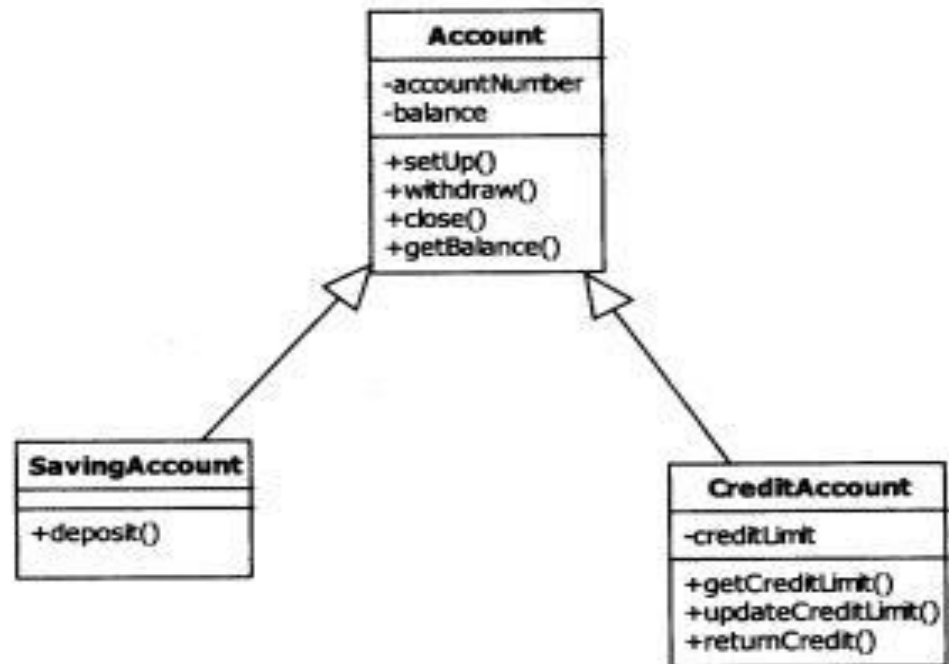 Account
-accountNumber
-balance
+setUp()
+withdraw()
+close()
+getBalance()
SavingAccount
+deposit()
CreditAccount
-creditLimit
+getCreditLimit()
+updateCreditLimit()
+returnCredit()